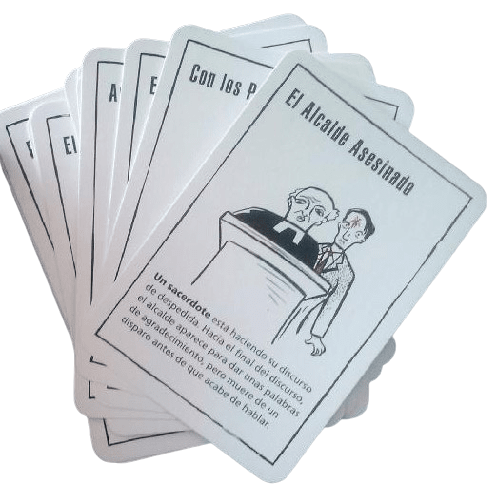 El Alcalde Asesinado
Un sacerdote está haciendo su discurso
de despedida. Hacia el final del discurso,
el alcalde aparece para dar unas palabras
de agradecimiento, pero muere de un
disparo antes de que acabe de hablar.
Con los P
E
A
El